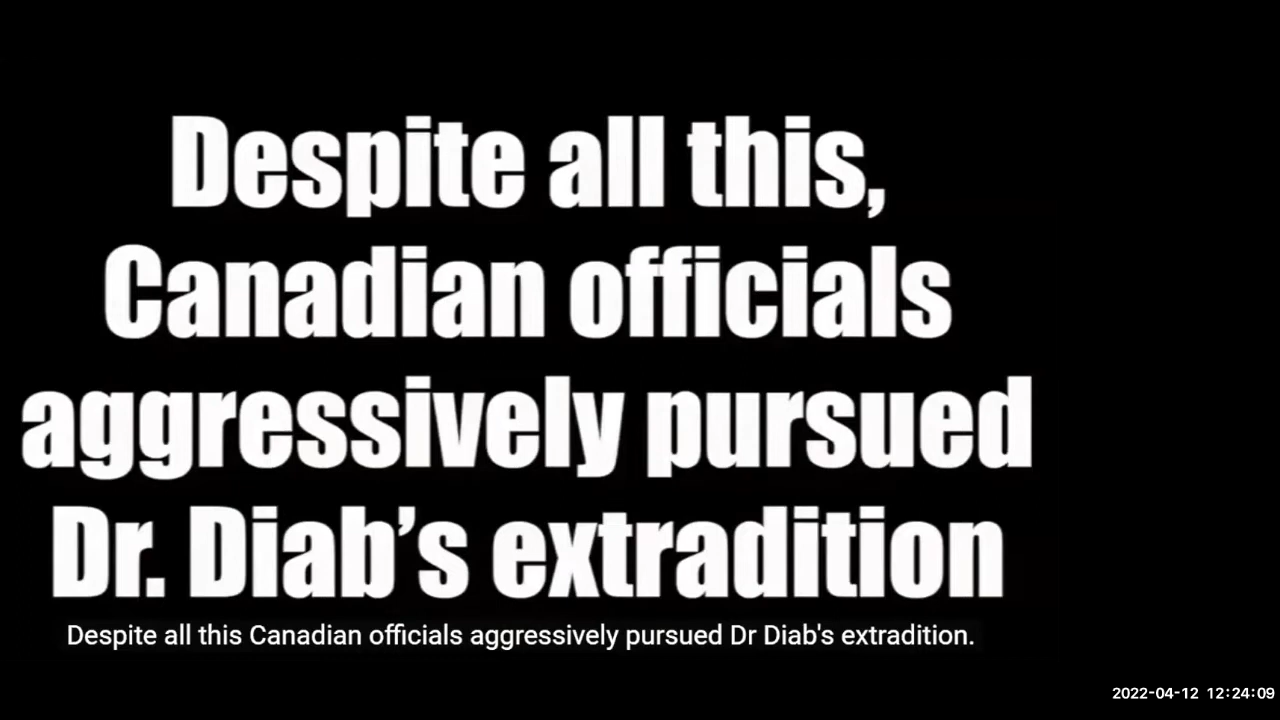 Despite all this,
Canadian officials
aggressively pursued
Dr. Diab’s extradition
Despite all this Canadian officials aggressively pursued Dr Diab's extradition.
2022-04-12 12:24:09